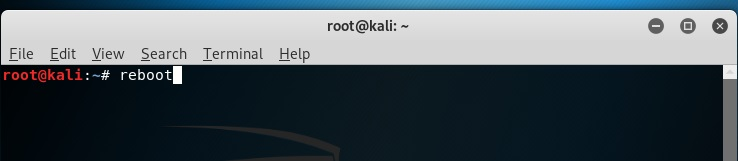 root@kali: ~
File Edit View Search Terminal Help
root@kali:~# reboot